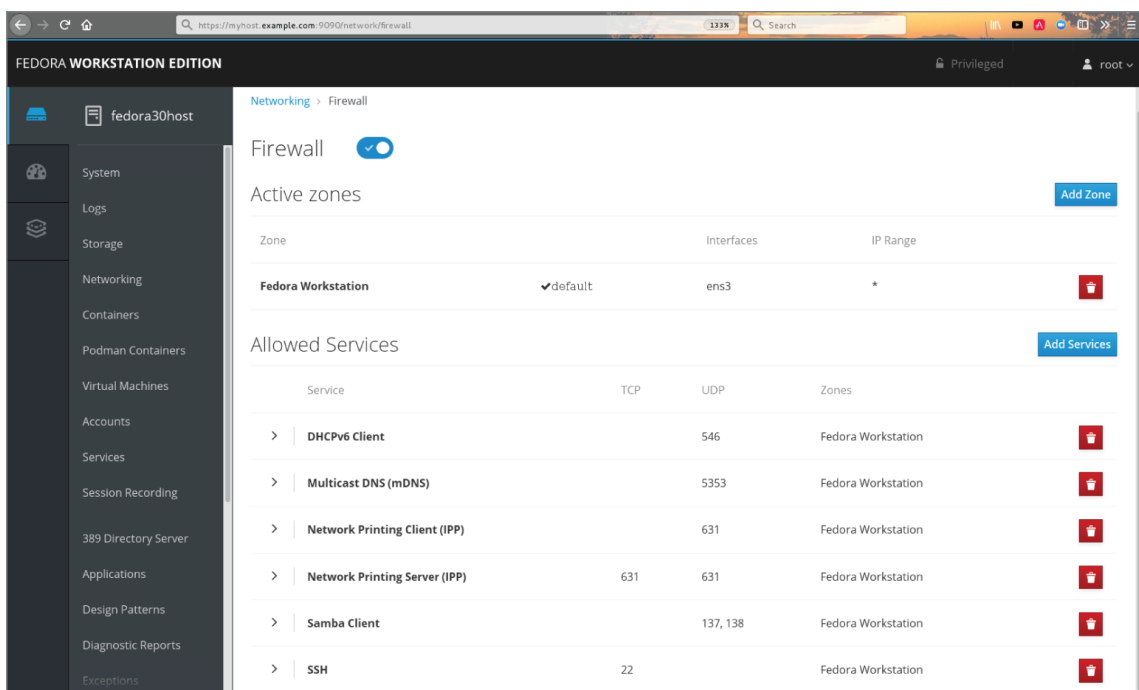 https://myhost.example.com:9090/network/firewall
133%
Search
FEDORA WORKSTATION EDITION
Privileged
root
fedora30host
System
Logs
Storage
Networking
Containers
Podman Containers
Virtual Machines
Accounts
Services
Session Recording
389 Directory Server
Applications
Design Patterns
Diagnostic Reports
Exceptions
Networking > Firewall
Firewall
Active zones
Add Zone
Zone Interfaces IP Range
Fedora Workstation ✔default ens3 *
Allowed Services
Add Services
Service TCP UDP Zones
DHCPv6 Client 546 Fedora Workstation
Multicast DNS (mDNS) 5353 Fedora Workstation
Network Printing Client (IPP) 631 Fedora Workstation
Network Printing Server (IPP) 631 631 Fedora Workstation
Samba Client 137, 138 Fedora Workstation
SSH 22 Fedora Workstation